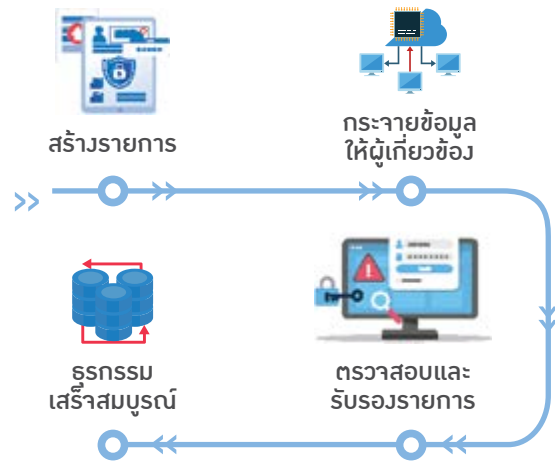 สร้างรายการ
กระจายข้อมูล
ให้ผู้เกี่ยวข้อง
ตรวจสอบและ
รับรองรายการ
ธุรกรรม
เสร็จสมบูรณ์